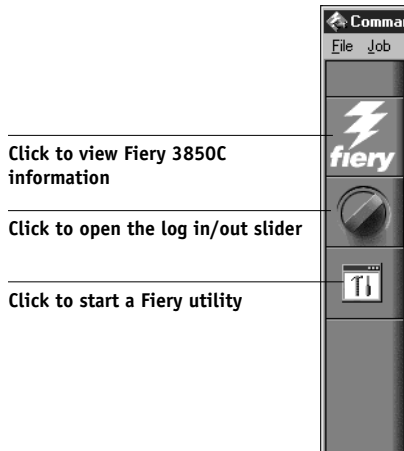 Comma
File Job
fiery
Click to view Fiery 3850C
information
Click to open the log in/out slider
Click to start a Fiery utility